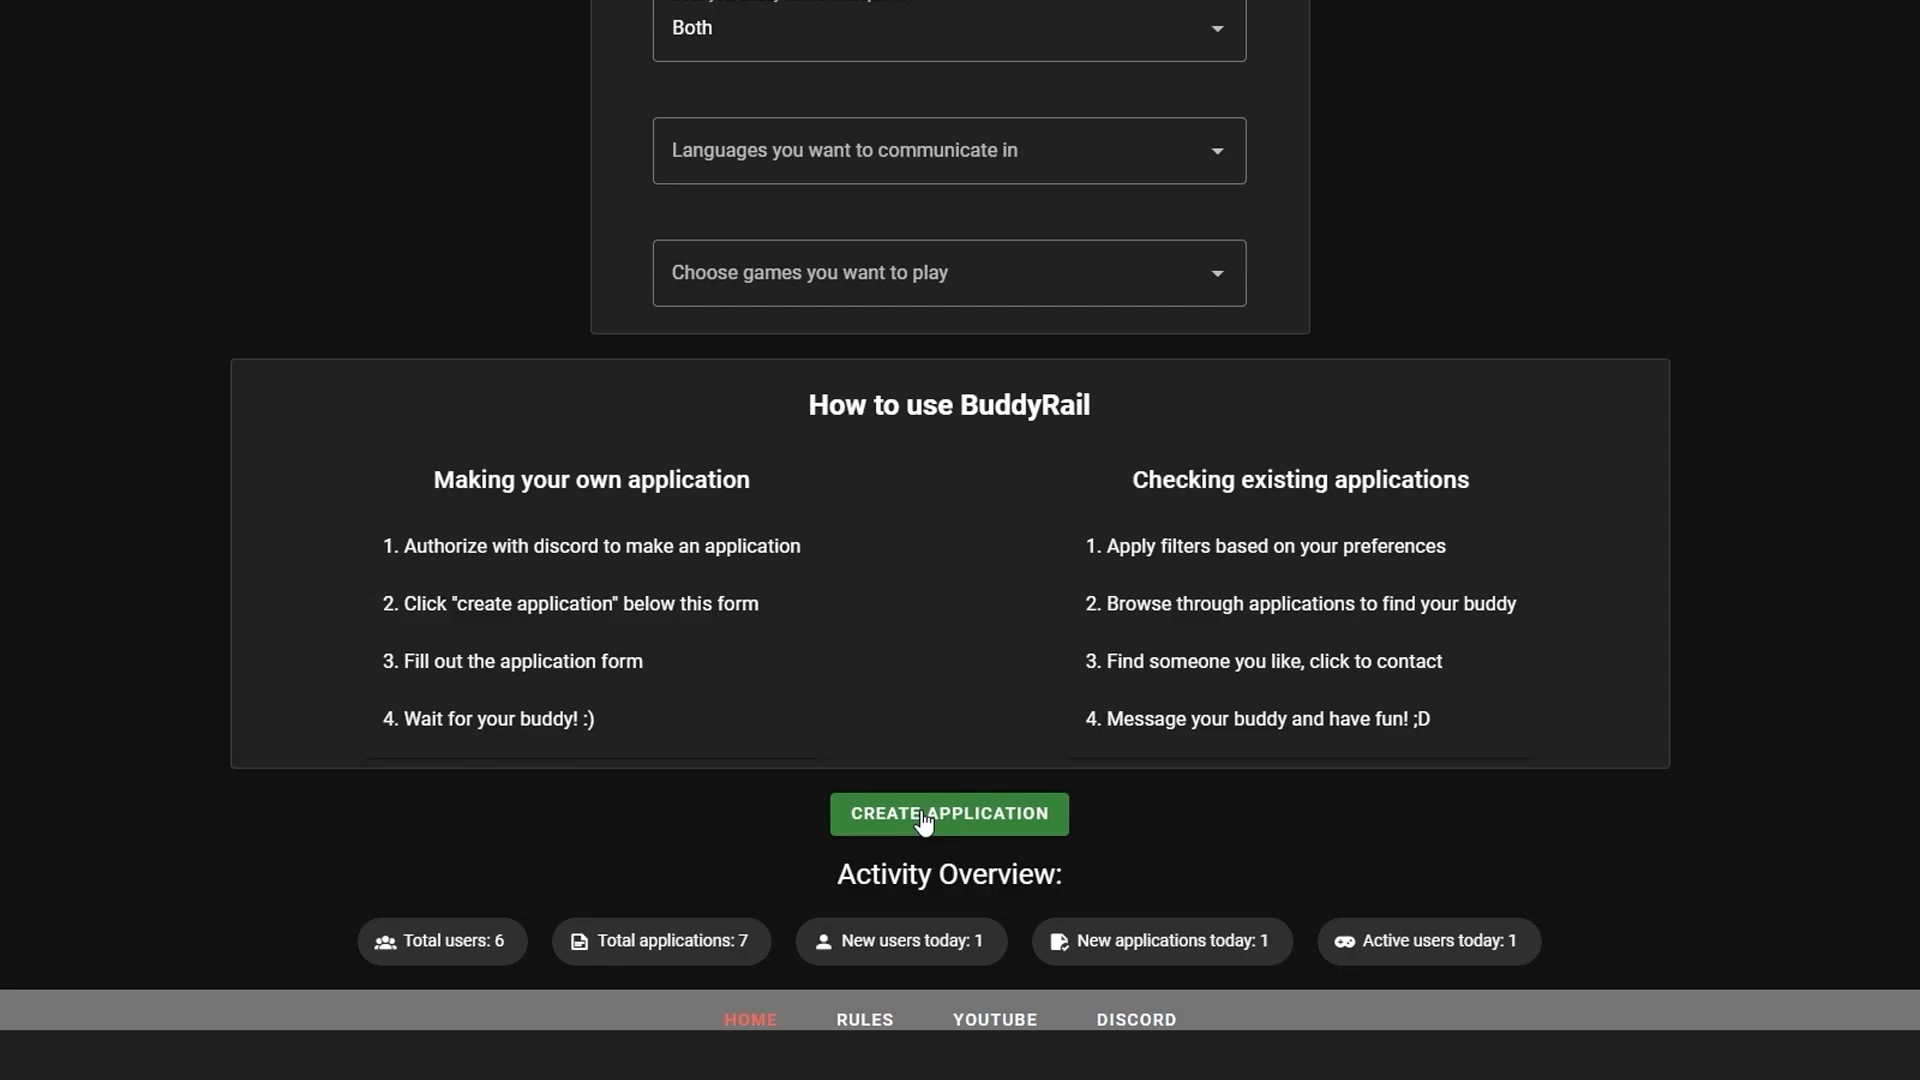 Both
Languages you want to communicate in
Choose games you want to play
How to use BuddyRail
Making your own application
1. Authorize with discord to make an application
2. Click "create application" below this form
3. Fill out the application form
4. Wait for your buddy! :)
Checking existing applications
1. Apply filters based on your preferences
2. Browse through applications to find your buddy
3. Find someone you like, click to contact
4. Message your buddy and have fun! ;D
CREATE APPLICATION
Activity Overview:
Total users: 6
Total applications: 7
New users today: 1
New applications today: 1
Active users today: 1
HOME
RULES
YOUTUBE
DISCORD